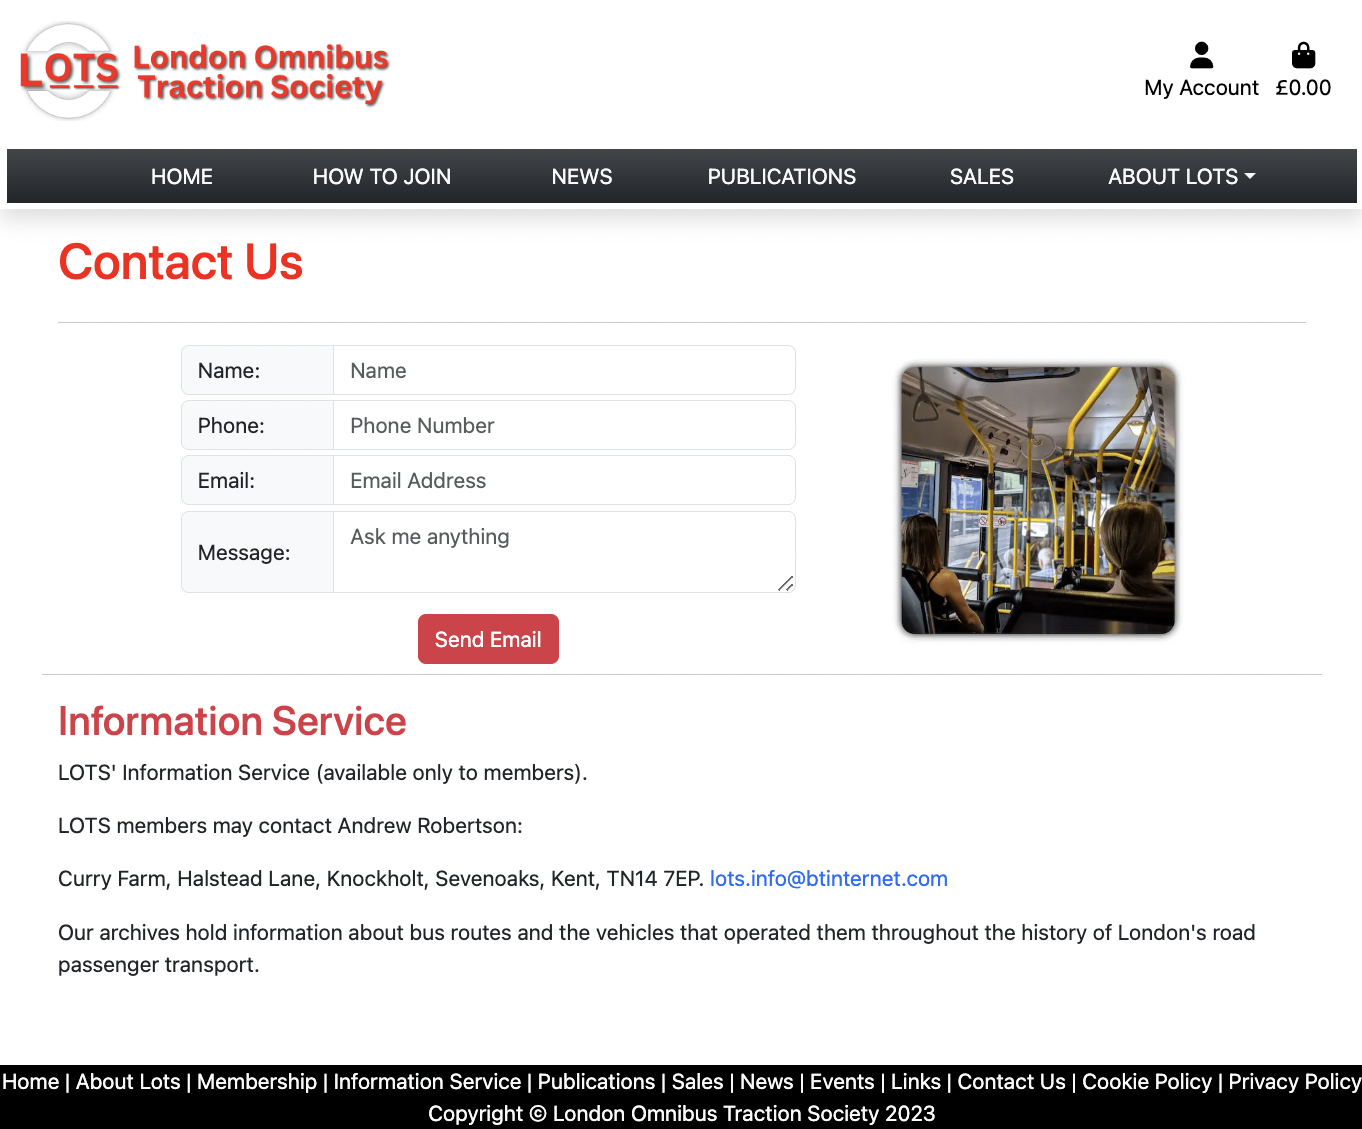 LOTS London Omnibus
Traction Society
My Account £0.00
HOME HOW TO JOIN NEWS PUBLICATIONS SALES ABOUT LOTS
Contact Us
Name: Name
Phone: Phone Number
Email: Email Address
Message: Ask me anything
Send Email
Information Service
LOTS' Information Service (available only to members).
LOTS members may contact Andrew Robertson:
Curry Farm, Halstead Lane, Knockholt, Sevenoaks, Kent, TN14 7EP. lots.info@btinternet.com
Our archives hold information about bus routes and the vehicles that operated them throughout the history of London's road
passenger transport.
Home | About Lots | Membership | Information Service | Publications | Sales | News | Events | Links | Contact Us | Cookie Policy | Privacy Policy
Copyright © London Omnibus Traction Society 2023